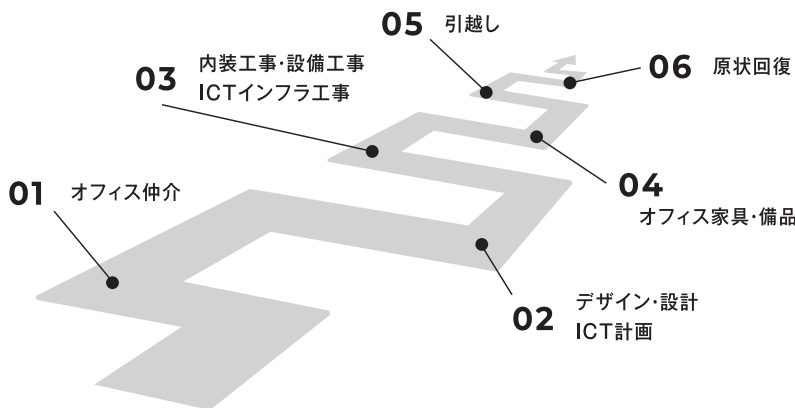 01 オフィス仲介
02 デザイン・設計
ICT計画
03 内装工事・設備工事
ICTインフラ工事
04
オフィス家具・備品
05 引越し
06 原状回復